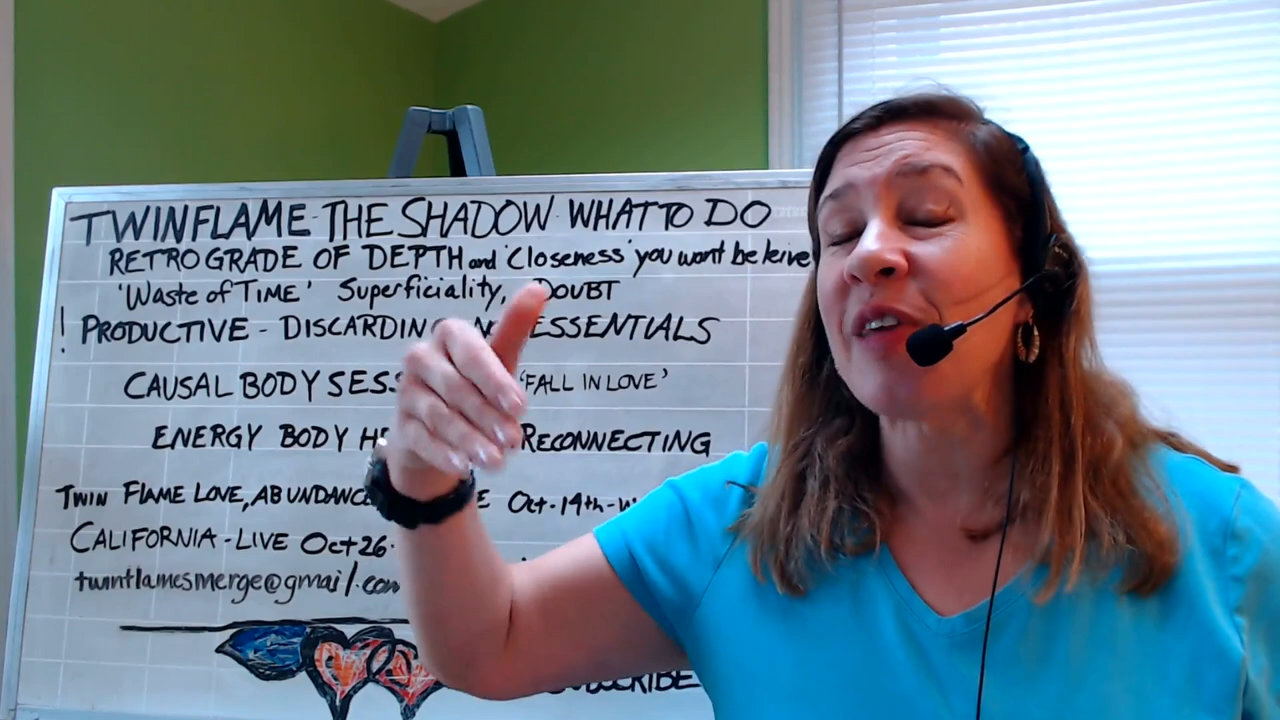 TWINFLAME - THE SHADOW - WHAT TO DO
RETROGRADE OF DEPTH and 'Closeness' you wont be
'Waste of TIME' Superficiality, DOUBT
! PRODUCTIVE - DISCARDING ESSENTIALS
CAUSAL BODY 'FALL IN LOVE'
ENERGY BODY RECONNECTING
TWIN FLAME LOVE, ABUNDANCE Oct-14th-
CALIFORNIA - LIVE Oct 26
twinflamesmerge@gmail.com
SUBSCRIBE